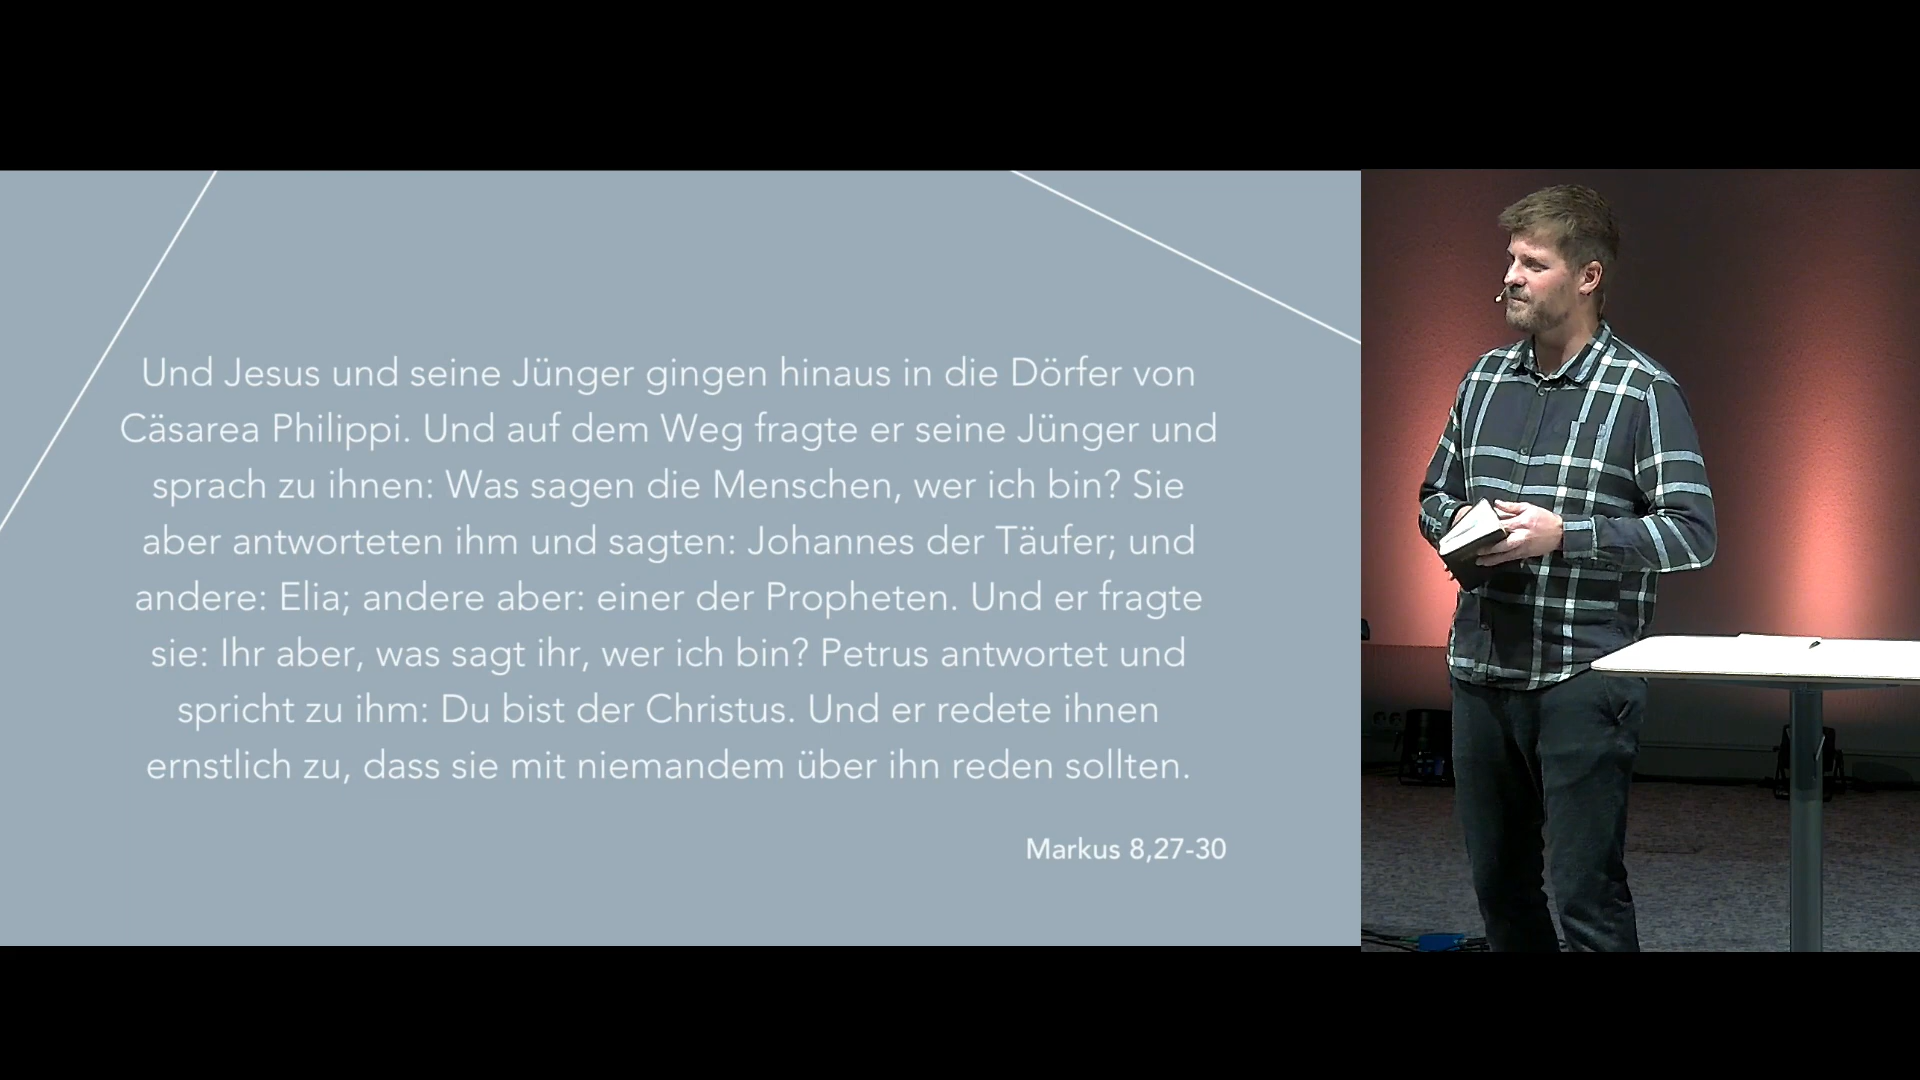 Und Jesus und seine Jünger gingen hinaus in die Dörfer von
Cäsarea Philippi. Und auf dem Weg fragte er seine Jünger und
sprach zu ihnen: Was sagen die Menschen, wer ich bin? Sie
aber antworteten ihm und sagten: Johannes der Täufer; und
andere: Elia; andere aber: einer der Propheten. Und er fragte
sie: Ihr aber, was sagt ihr, wer ich bin? Petrus antwortet und
spricht zu ihm: Du bist der Christus. Und er redete ihnen
ernstlich zu, dass sie mit niemandem über ihn reden sollten.
Markus 8,27-30